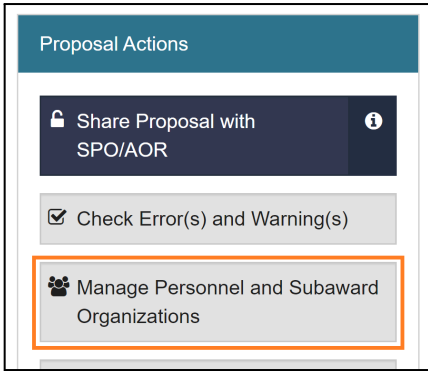 Proposal Actions
Share Proposal with
SPO/AOR
Check Error(s) and Warning(s)
Manage Personnel and Subaward
Organizations